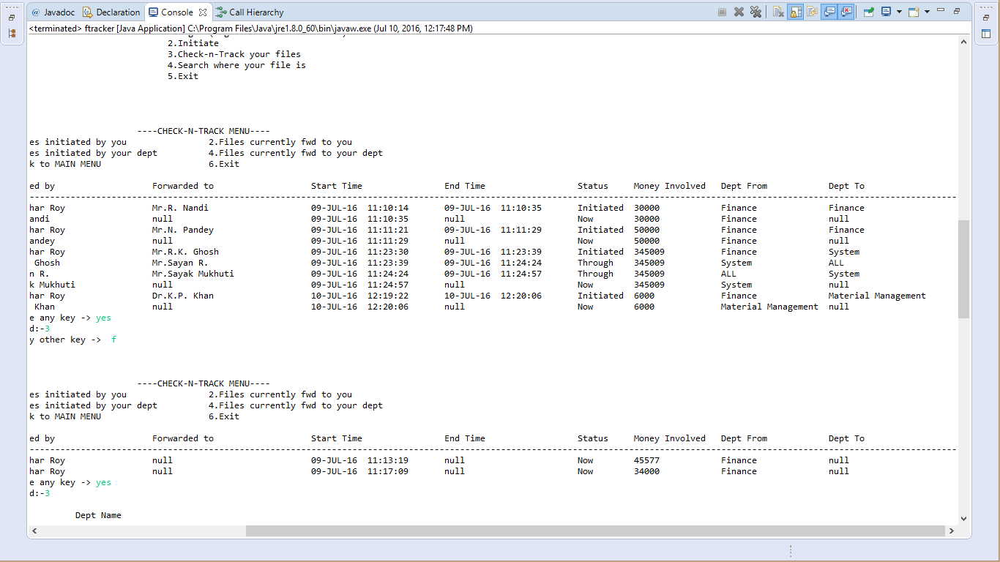 @ Javadoc Declaration Console Call Hierarchy
<terminated> ftracker [Java Application] C:\Program Files\Java\jre1.8.0_60\bin\javaw.exe (Jul 10, 2016, 12:17:48 PM)
2.Initiate
3.Check-n-Track your files
4.Search where your file is
5.Exit
----CHECK-N-TRACK MENU----
es initiated by you 2.Files currently fwd to you
es initiated by your dept 4.Files currently fwd to your dept
k to MAIN MENU 6.Exit
ed by Forwarded to Start Time End Time Status Money Involved Dept From Dept To
har Roy Mr.R. Nandi 09-JUL-16 11:10:14 09-JUL-16 11:10:35 Initiated 30000 Finance Finance
andi null 09-JUL-16 11:10:35 null Now 30000 Finance null
har Roy Mr.N. Pandey 09-JUL-16 11:11:21 09-JUL-16 11:11:29 Initiated 50000 Finance Finance
andey null 09-JUL-16 11:11:29 null Now 50000 Finance null
har Roy Mr.R.K. Ghosh 09-JUL-16 11:23:30 09-JUL-16 11:23:39 Initiated 345009 Finance System
Ghosh Mr.Sayan R. 09-JUL-16 11:23:39 09-JUL-16 11:24:24 Through 345009 System ALL
n R. Mr.Sayak Mukhuti 09-JUL-16 11:24:24 09-JUL-16 11:24:57 Through 345009 ALL System
k Mukhuti null 09-JUL-16 11:24:57 null Now 345009 System null
har Roy Dr.K.P. Khan 10-JUL-16 12:19:22 10-JUL-16 12:20:06 Initiated 6000 Finance Material Management
Khan null 10-JUL-16 12:20:06 null Now 6000 Material Management null
e any key -> yes
d:-3
y other key -> f
----CHECK-N-TRACK MENU----
es initiated by you 2.Files currently fwd to you
es initiated by your dept 4.Files currently fwd to your dept
k to MAIN MENU 6.Exit
ed by Forwarded to Start Time End Time Status Money Involved Dept From Dept To
har Roy null 09-JUL-16 11:13:19 null Now 45577 Finance null
har Roy null 09-JUL-16 11:17:09 null Now 34000 Finance null
e any key -> yes
d:-3
Dept Name